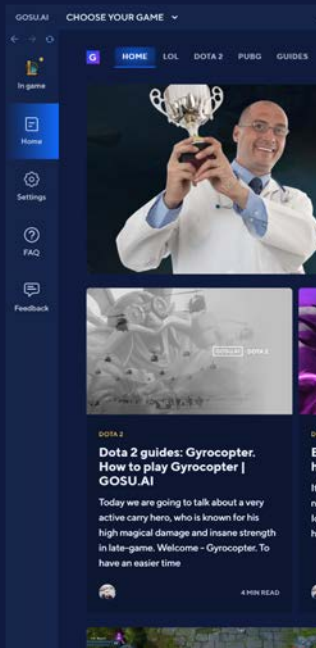 GOSU.AI CHOOSE YOUR GAME
In game
G HOME LOL DOTA 2 PUBG GUIDES
Home
Settings
FAQ
Feedback
GOSU.AI DOTA 2
DOTA 2
Dota 2 guides: Gyrocopter.
How to play Gyrocopter |
GOSU.AI
Today we are going to talk about a very
active carry hero, who is known for his
high magical damage and insane strength
in late-game. Welcome – Gyrocopter. To
have an easier time
4 MIN READ